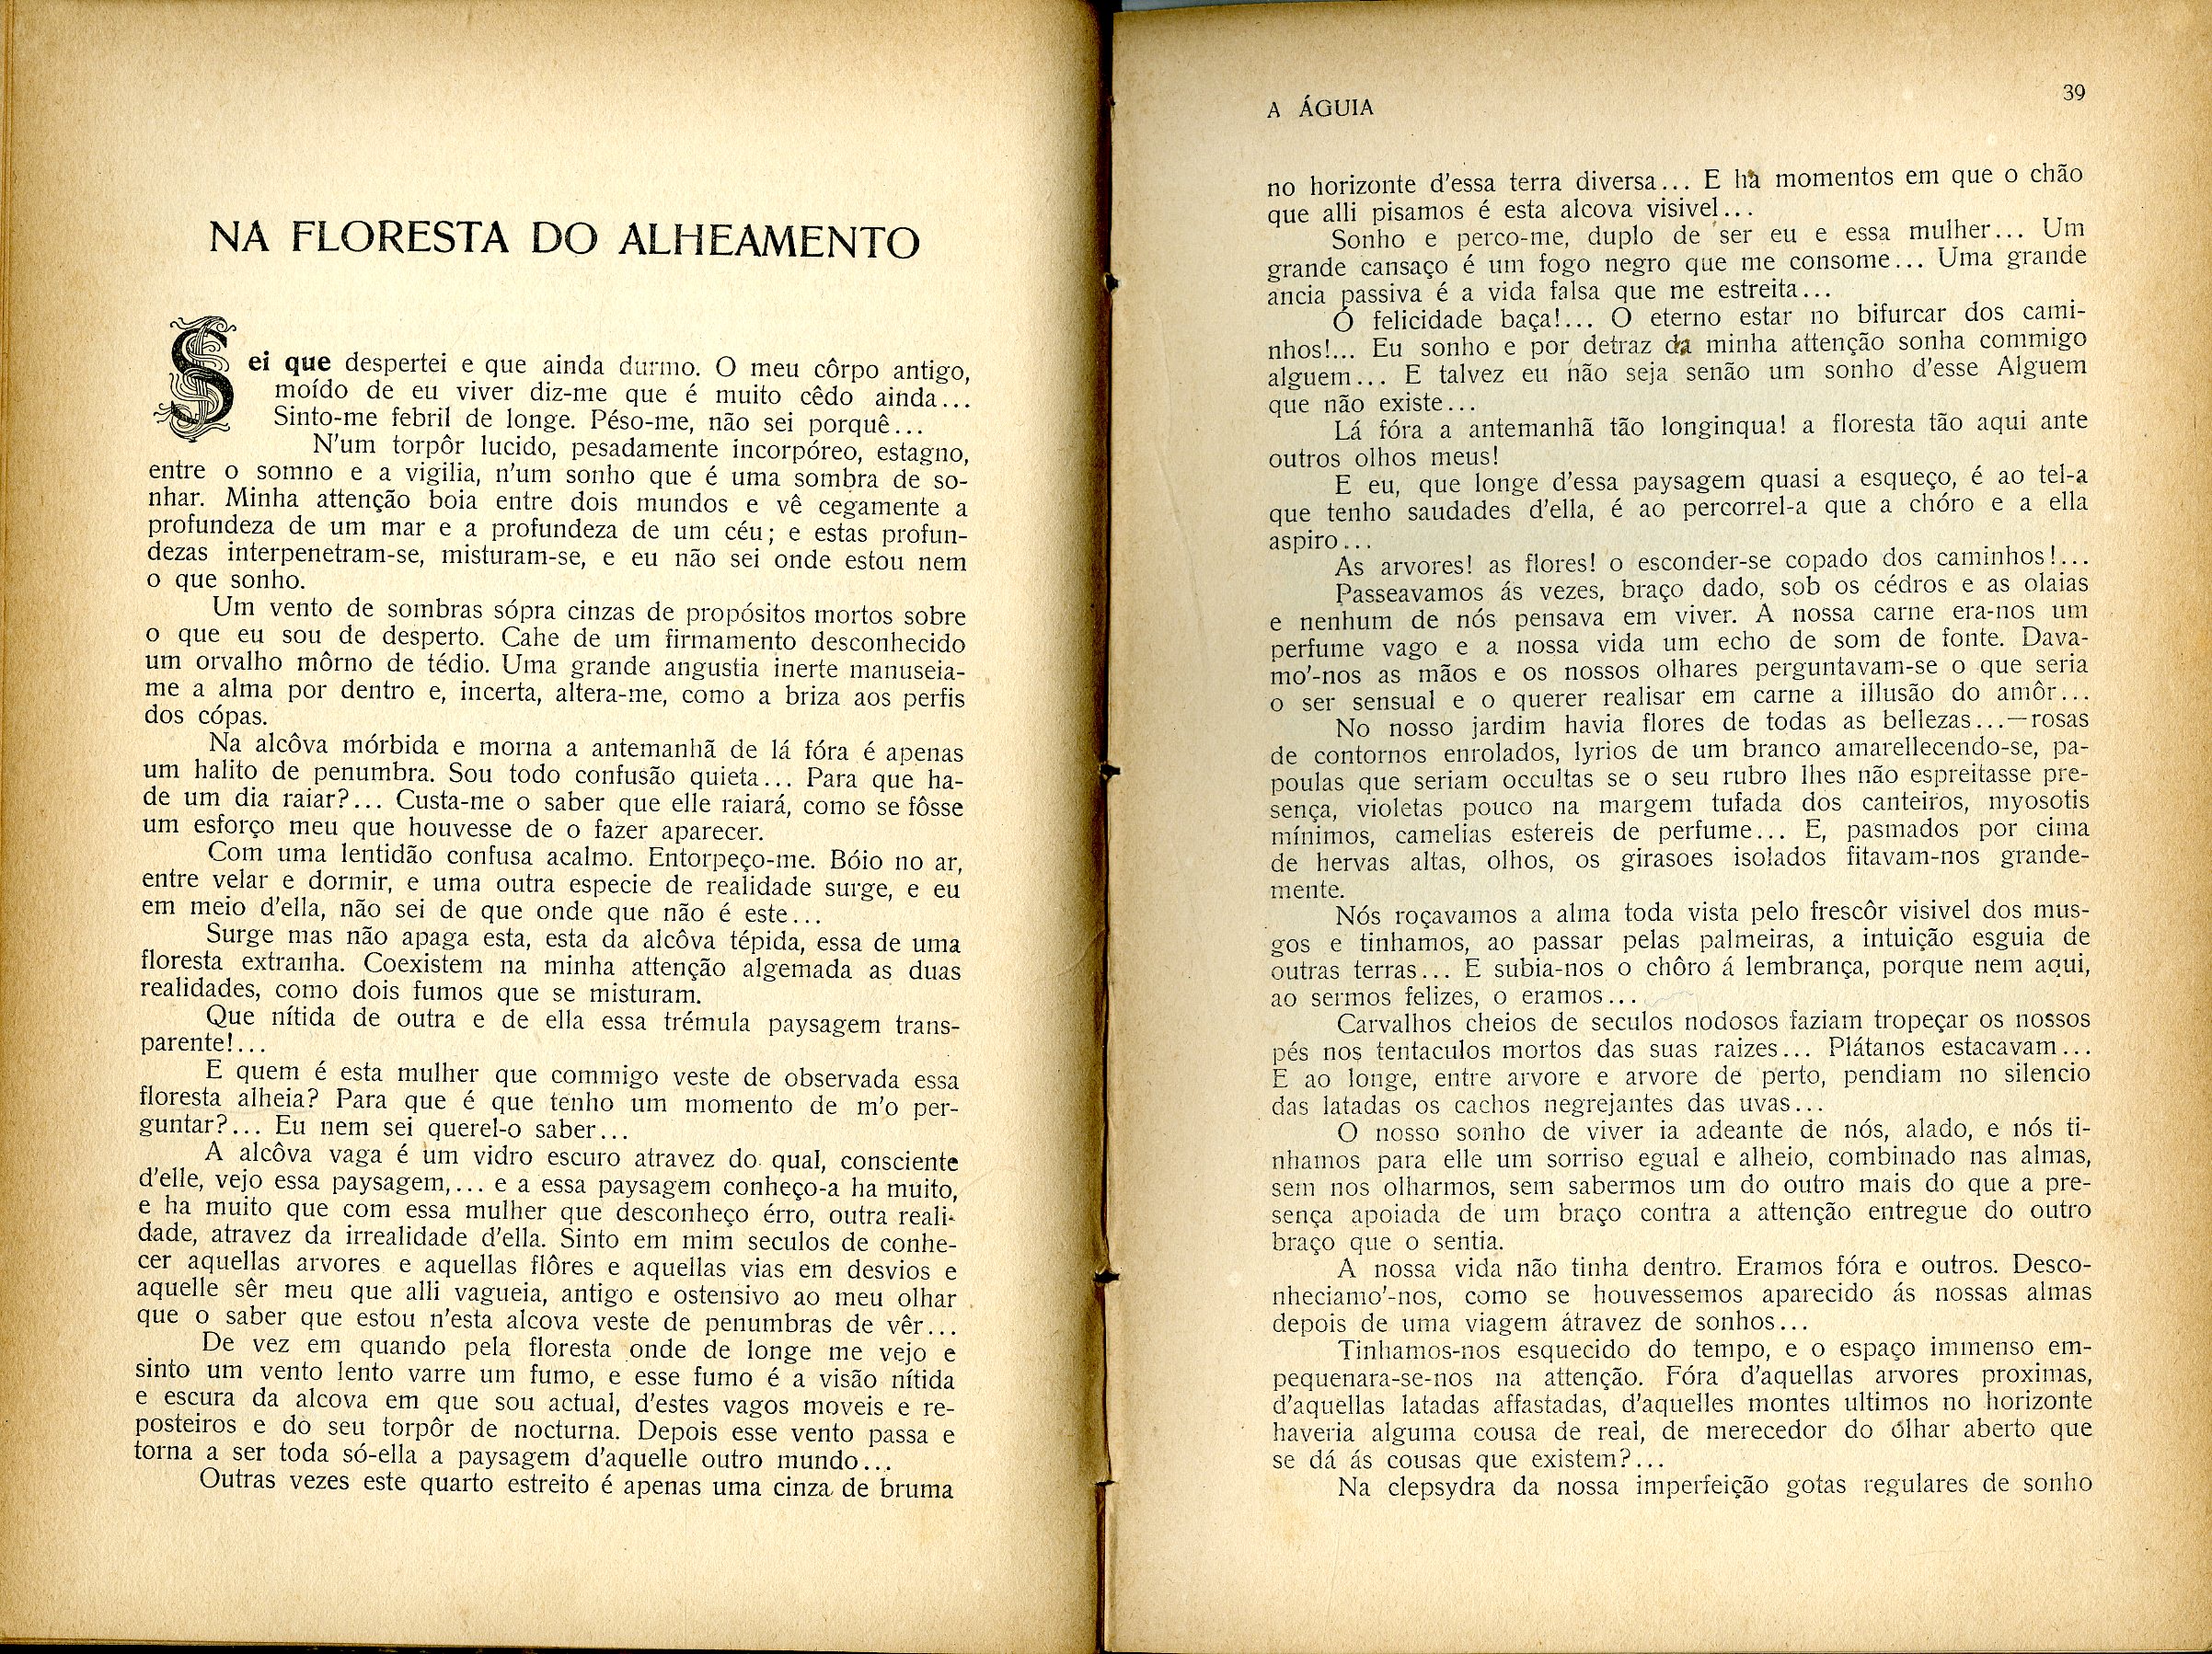 NA FLORESTA DO ALHEAMENTO
Sei que despertei e que ainda durmo. O meu côrpo antigo,
moído de eu viver diz-me que é muito cêdo ainda...
Sinto-me febril de longe. Péso-me, não sei porquê...
N'um torpôr lucido, pesadamente incorpóreo, estagno,
entre o somno e a vigilia, n'um sonho que é uma sombra de so-
nhar. Minha attenção boia entre dois mundos e vê cegamente a
profundeza de um mar e a profundeza de um céu; e estas profun-
dezas interpenetram-se, misturam-se, e eu não sei onde estou nem
o que sonho.
Um vento de sombras sópra cinzas de propósitos mortos sobre
o que eu sou de desperto. Cahe de um firmamento desconhecido
um orvalho môrno de tédio. Uma grande angustia inerte manuseia-
me a alma por dentro e, incerta, altera-me, como a briza aos perfis
dos cópas.
Na alcôva mórbida e morna a antemanhã de lá fóra é apenas
um halito de penumbra. Sou todo confusão quieta... Para que ha-
de um dia raiar?... Custa-me o saber que elle raiará, como se fôsse
um esforço meu que houvesse de o fazer aparecer.
Com uma lentidão confusa acalmo. Entorpeço-me. Bóio no ar,
entre velar e dormir, e uma outra especie de realidade surge, e eu
em meio d'ella, não sei de que onde que não é este...
Surge mas não apaga esta, esta da alcôva tépida, essa de uma
floresta extranha. Coexistem na minha attenção algemada as duas
realidades, como dois fumos que se misturam.
Que nítida de outra e de ella essa trémula paysagem trans-
parente!...
E quem é esta mulher que commigo veste de observada essa
floresta alheia? Para que é que tenho um momento de m'o per-
guntar?... Eu nem sei querel-o saber...
A alcôva vaga é um vidro escuro atravez do qual, consciente
d'elle, vejo essa paysagem,... e a essa paysagem conheço-a ha muito,
e ha muito que com essa mulher que desconheço érro, outra reali-
dade, atravez da irrealidade d'ella. Sinto em mim seculos de conhe-
cer aquellas arvores e aquellas flôres e aquellas vias em desvios e
aquelle sêr meu que alli vagueia, antigo e ostensivo ao meu olhar
que o saber que estou n'esta alcova veste de penumbras de vêr...
De vez em quando pela floresta onde de longe me vejo e
sinto um vento lento varre um fumo, e esse fumo é a visão nítida
e escura da alcova em que sou actual, d'estes vagos moveis e re-
posteiros e do seu torpôr de nocturna. Depois esse vento passa e
torna a ser toda só-ella a paysagem d'aquelle outro mundo...
Outras vezes este quarto estreito é apenas uma cinza de bruma
A ÁGUIA
39
no horizonte d'essa terra diversa... E ha momentos em que o chão
que alli pisamos é esta alcova visivel...
Sonho e perco-me, duplo de ser eu e essa mulher... Um
grande cansaço é um fogo negro que me consome... Uma grande
ancia passiva é a vida falsa que me estreita...
Ó felicidade baça!... O eterno estar no bifurcar dos cami-
nhos!... Eu sonho e por detraz da minha attenção sonha commigo
alguem... E talvez eu não seja senão um sonho d'esse Alguem
que não existe...
Lá fóra a antemanhã tão longinqua! a floresta tão aqui ante
outros olhos meus!
E eu, que longe d'essa paysagem quasi a esqueço, é ao tel-a
que tenho saudades d'ella, é ao percorrel-a que a chóro e a ella
aspiro...
As arvores! as flores! o esconder-se copado dos caminhos!...
Passeavamos ás vezes, braço dado, sob os cédros e as olaias
e nenhum de nós pensava em viver. A nossa carne era-nos um
perfume vago e a nossa vida um echo de som de fonte. Dava-
mo'-nos as mãos e os nossos olhares perguntavam-se o que seria
o ser sensual e o querer realisar em carne a illusão do amôr...
No nosso jardim havia flores de todas as bellezas...—rosas
de contornos enrolados, lyrios de um branco amarellecendo-se, pa-
poulas que seriam occultas se o seu rubro lhes não espreitasse pre-
sença, violetas pouco na margem tufada dos canteiros, myosotis
mínimos, camelias estereis de perfume... E, pasmados por cima
de hervas altas, olhos, os girasoes isolados fitavam-nos grande-
mente.
Nós roçavamos a alma toda vista pelo frescôr visivel dos mus-
gos e tinhamos, ao passar pelas palmeiras, a intuição esguia de
outras terras... E subia-nos o chôro á lembrança, porque nem aqui,
ao sermos felizes, o eramos...
Carvalhos cheios de seculos nodosos faziam tropeçar os nossos
pés nos tentaculos mortos das suas raizes... Plátanos estacavam...
E ao longe, entre arvore e arvore de perto, pendiam no silencio
das latadas os cachos negrejantes das uvas...
O nosso sonho de viver ia adeante de nós, alado, e nós ti-
nhamos para elle um sorriso egual e alheio, combinado nas almas,
sem nos olharmos, sem sabermos um do outro mais do que a pre-
sença apoiada de um braço contra a attenção entregue do outro
braço que o sentia.
A nossa vida não tinha dentro. Eramos fóra e outros. Desco-
nheciamo'-nos, como se houvessemos aparecido ás nossas almas
depois de uma viagem átravez de sonhos...
Tinhamos-nos esquecido do tempo, e o espaço immenso em-
pequenara-se-nos na attenção. Fóra d'aquellas arvores proximas,
d'aquellas latadas affastadas, d'aquelles montes ultimos no horizonte
haveria alguma cousa de real, de merecedor do ólhar aberto que
se dá ás cousas que existem?...
Na clepsydra da nossa imperfeição gotas regulares de sonho